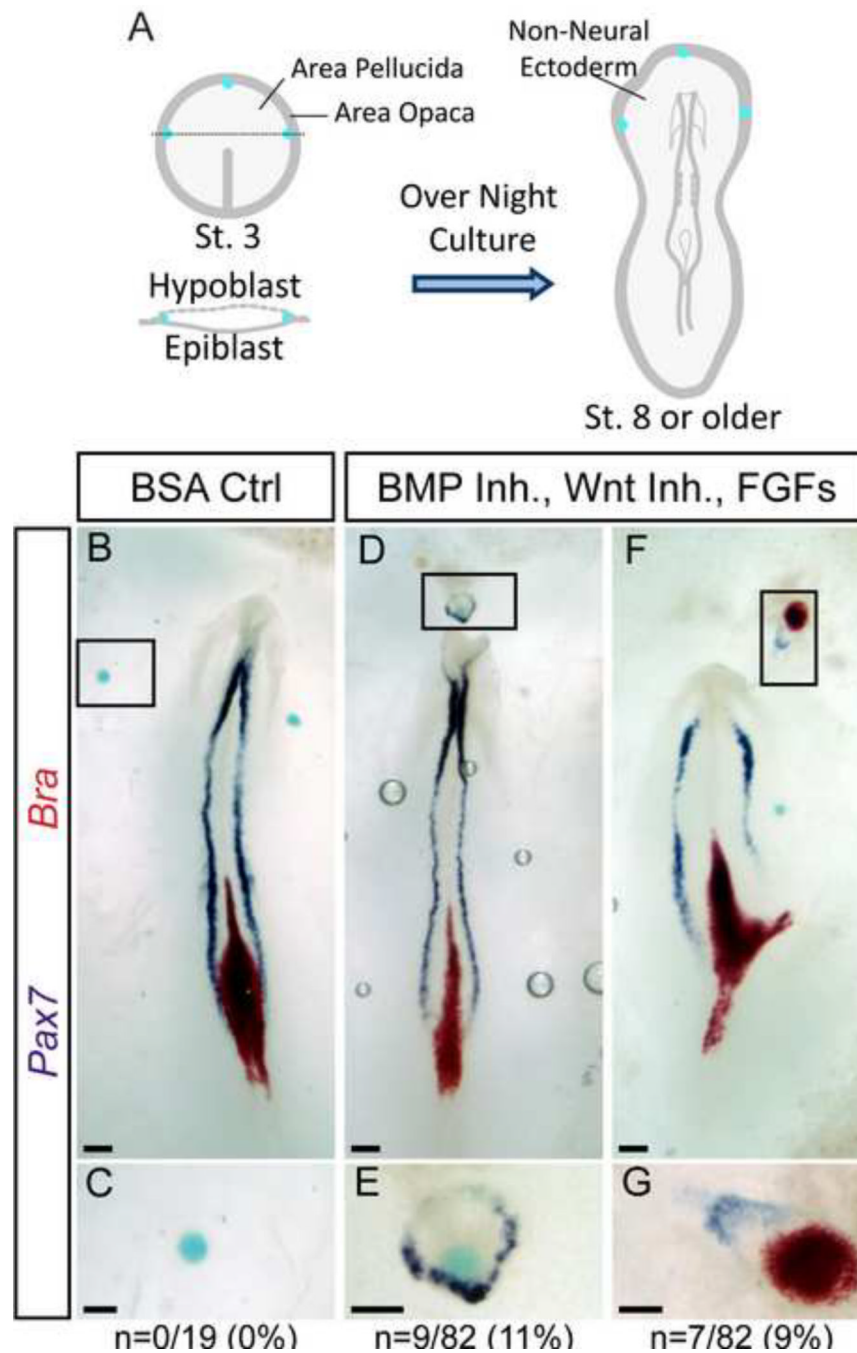 A
Area Pellucida
Area Opaca
St. 3
Hypoblast
Epiblast
Over Night
Culture
Non-Neural
Ectoderm
St. 8 or older
BSA Ctrl
BMP Inh., Wnt Inh., FGFs
Pax7 Bra
B
D
F
C
E
G
n=0/19 (0%)
n=9/82 (11%)
n=7/82 (9%)